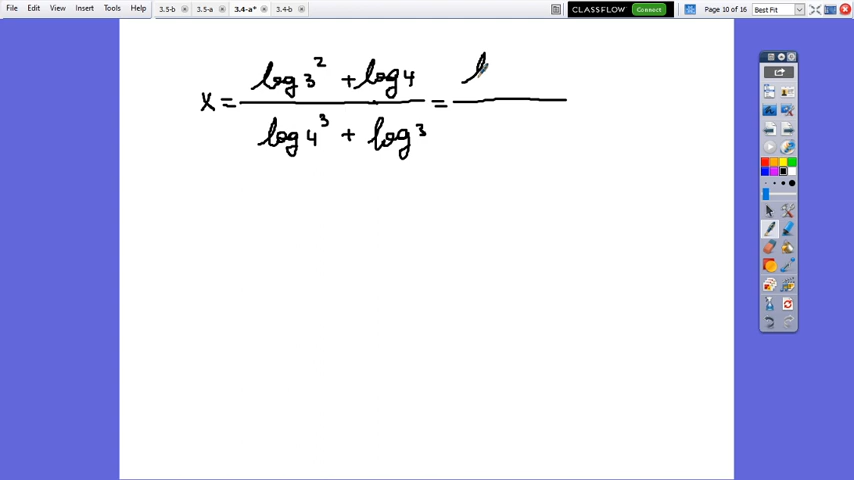 File Edit View Insert Tools Help 3.5-b 3.5-a 3.4-a* 3.4-b CLASSFLOW Connect Page 10 of 16 Best Fit
log 3² + log 4
x = =
log 4³ + log 3